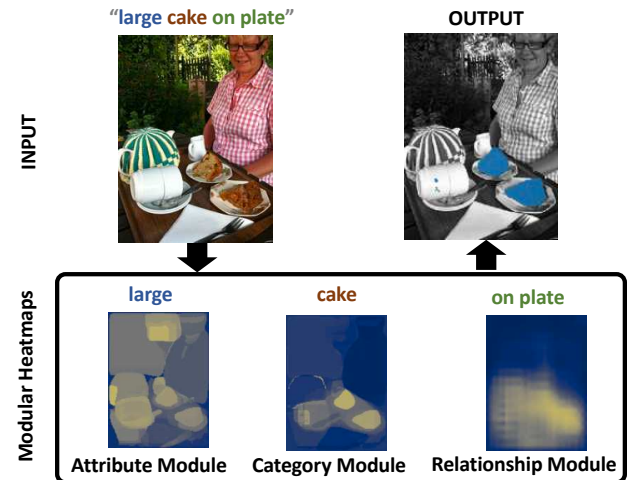 “large cake on plate”
OUTPUT
INPUT
Modular Heatmaps
large
cake
on plate
Attribute Module
Category Module
Relationship Module